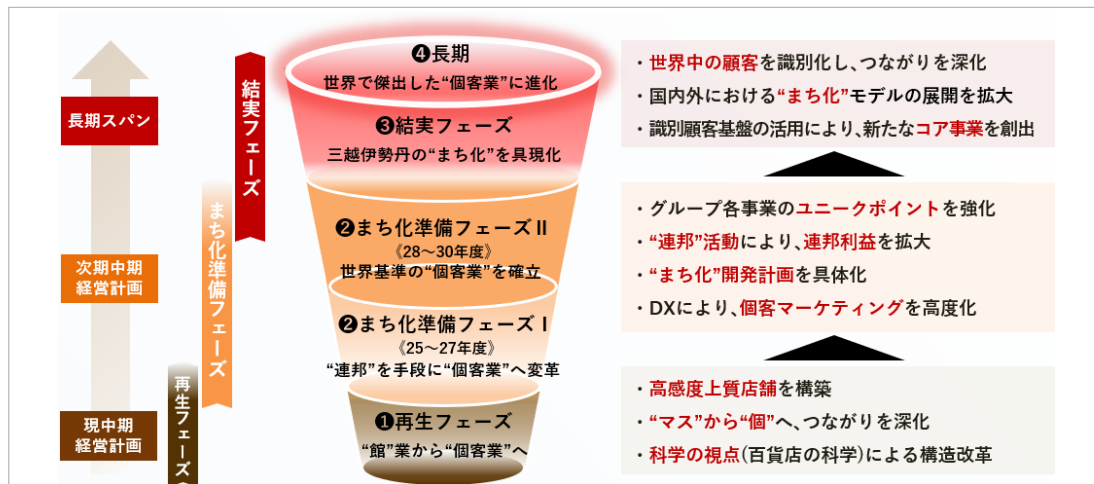 長期スパン
次期中期
経営計画
現中期
経営計画
結実フェーズ
まち化準備フェーズ
再生フェーズ
❹長期
世界で傑出した“個客業”に進化
❸結実フェーズ
三越伊勢丹の“まち化”を具現化
❷まち化準備フェーズⅡ
《28～30年度》
世界基準の“個客業”を確立
❷まち化準備フェーズⅠ
《25～27年度》
“連邦”を手段に“個客業”へ変革
❶再生フェーズ
“館”業から“個客業”へ
・世界中の顧客を識別化し、つながりを深化
・国内外における“まち化”モデルの展開を拡大
・識別顧客基盤の活用により、新たなコア事業を創出
・グループ各事業のユニークポイントを強化
・“連邦”活動により、連邦利益を拡大
・“まち化”開発計画を具体化
・DXにより、個客マーケティングを高度化
・高感度上質店舗を構築
・“マス”から“個”へ、つながりを深化
・科学の視点(百貨店の科学)による構造改革